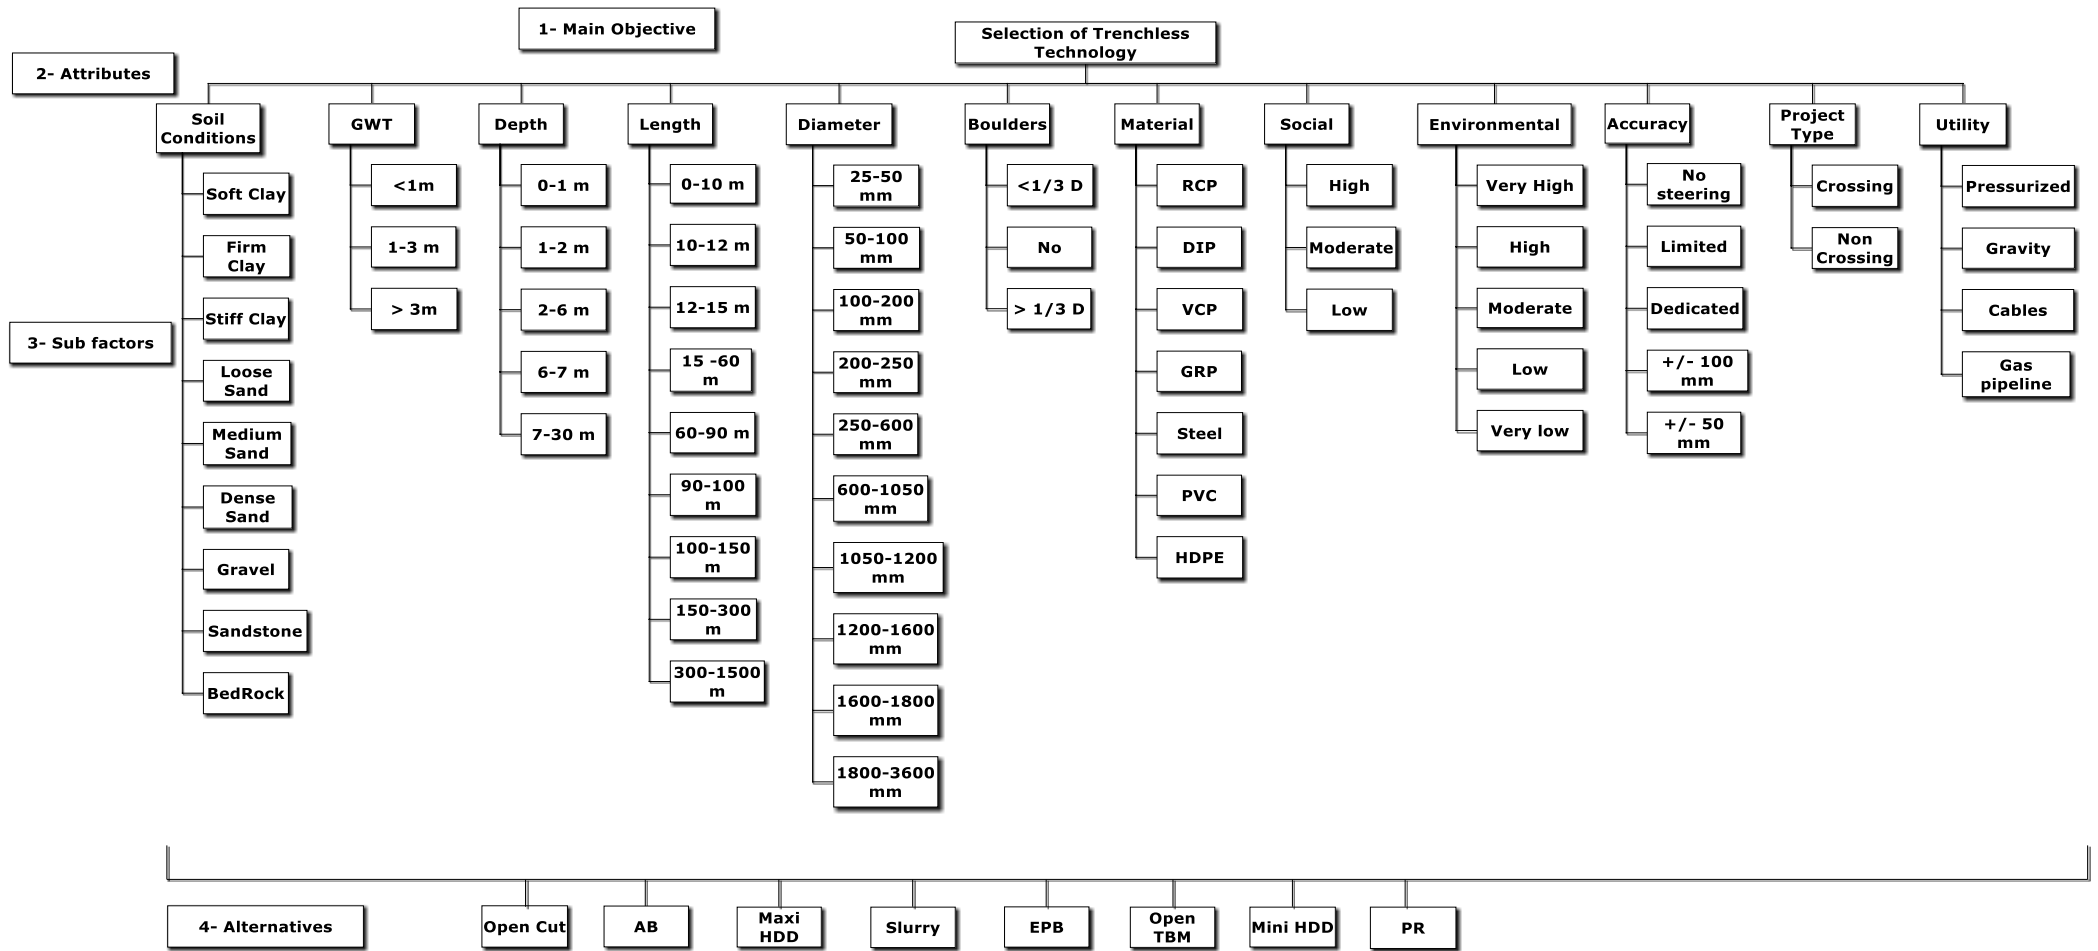 1- Main Objective
Selection of Trenchless
Technology
2- Attributes
Soil
Conditions
GWT
Depth
Length
Diameter
Boulders
Material
Social
Environmental
Accuracy
Project
Type
Utility
3- Sub factors
Soft Clay
Firm
Clay
Stiff Clay
Loose
Sand
Medium
Sand
Dense
Sand
Gravel
Sandstone
BedRock
<1m
1-3 m
> 3m
0-1 m
1-2 m
2-6 m
6-7 m
7-30 m
0-10 m
10-12 m
12-15 m
15 -60
m
60-90 m
90-100
m
100-150
m
150-300
m
300-1500
m
25-50
mm
50-100
mm
100-200
mm
200-250
mm
250-600
mm
600-1050
mm
1050-1200
mm
1200-1600
mm
1600-1800
mm
1800-3600
mm
<1/3 D
No
> 1/3 D
RCP
DIP
VCP
GRP
Steel
PVC
HDPE
High
Moderate
Low
Very High
High
Moderate
Low
Very low
No
steering
Limited
Dedicated
+/- 100
mm
+/- 50
mm
Crossing
Non
Crossing
Pressurized
Gravity
Cables
Gas
pipeline
4- Alternatives
Open Cut
AB
Maxi
HDD
Slurry
EPB
Open
TBM
Mini HDD
PR